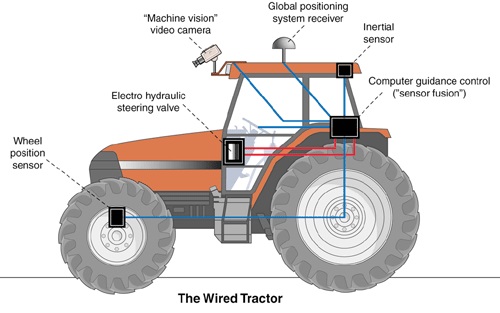 "Machine vision"
video camera
Global positioning
system receiver
Inertial
sensor
Computer guidance control
("sensor fusion")
Electro hydraulic
steering valve
Wheel
position
sensor
The Wired Tractor